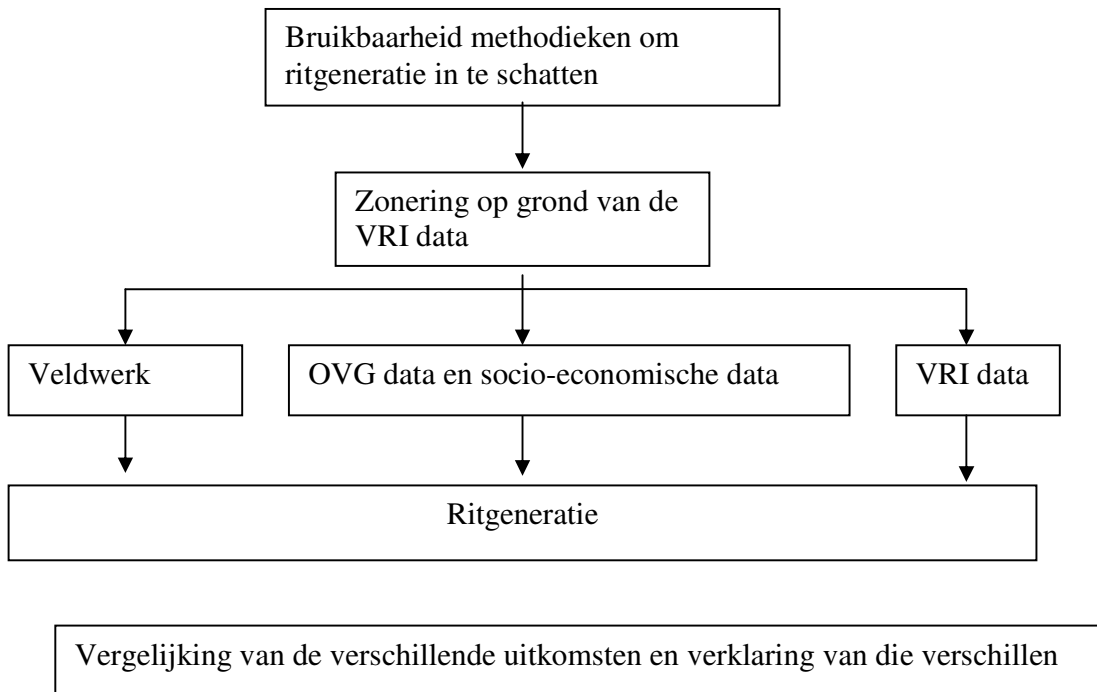 Bruikbaarheid methodieken om
ritgeneratie in te schatten
Zonering op grond van de
VRI data
Veldwerk
OVG data en socio-economische data
VRI data
Ritgeneratie
Vergelijking van de verschillende uitkomsten en verklaring van die verschillen